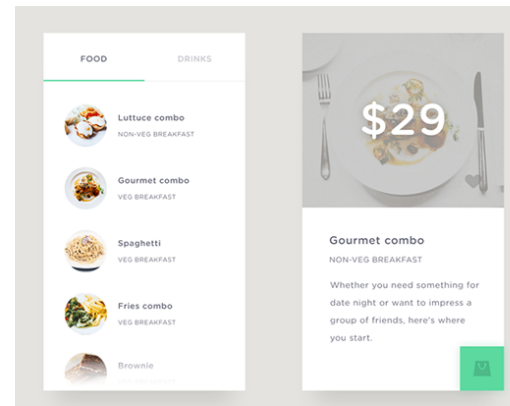 FOOD
DRINKS
Luttuce combo
NON-VEG BREAKFAST
Gourmet combo
VEG BREAKFAST
Spaghetti
VEG BREAKFAST
Fries combo
VEG BREAKFAST
Brownie
$29
Gourmet combo
NON-VEG BREAKFAST
Whether you need something for
date night or want to impress a
group of friends, here's where
you start.